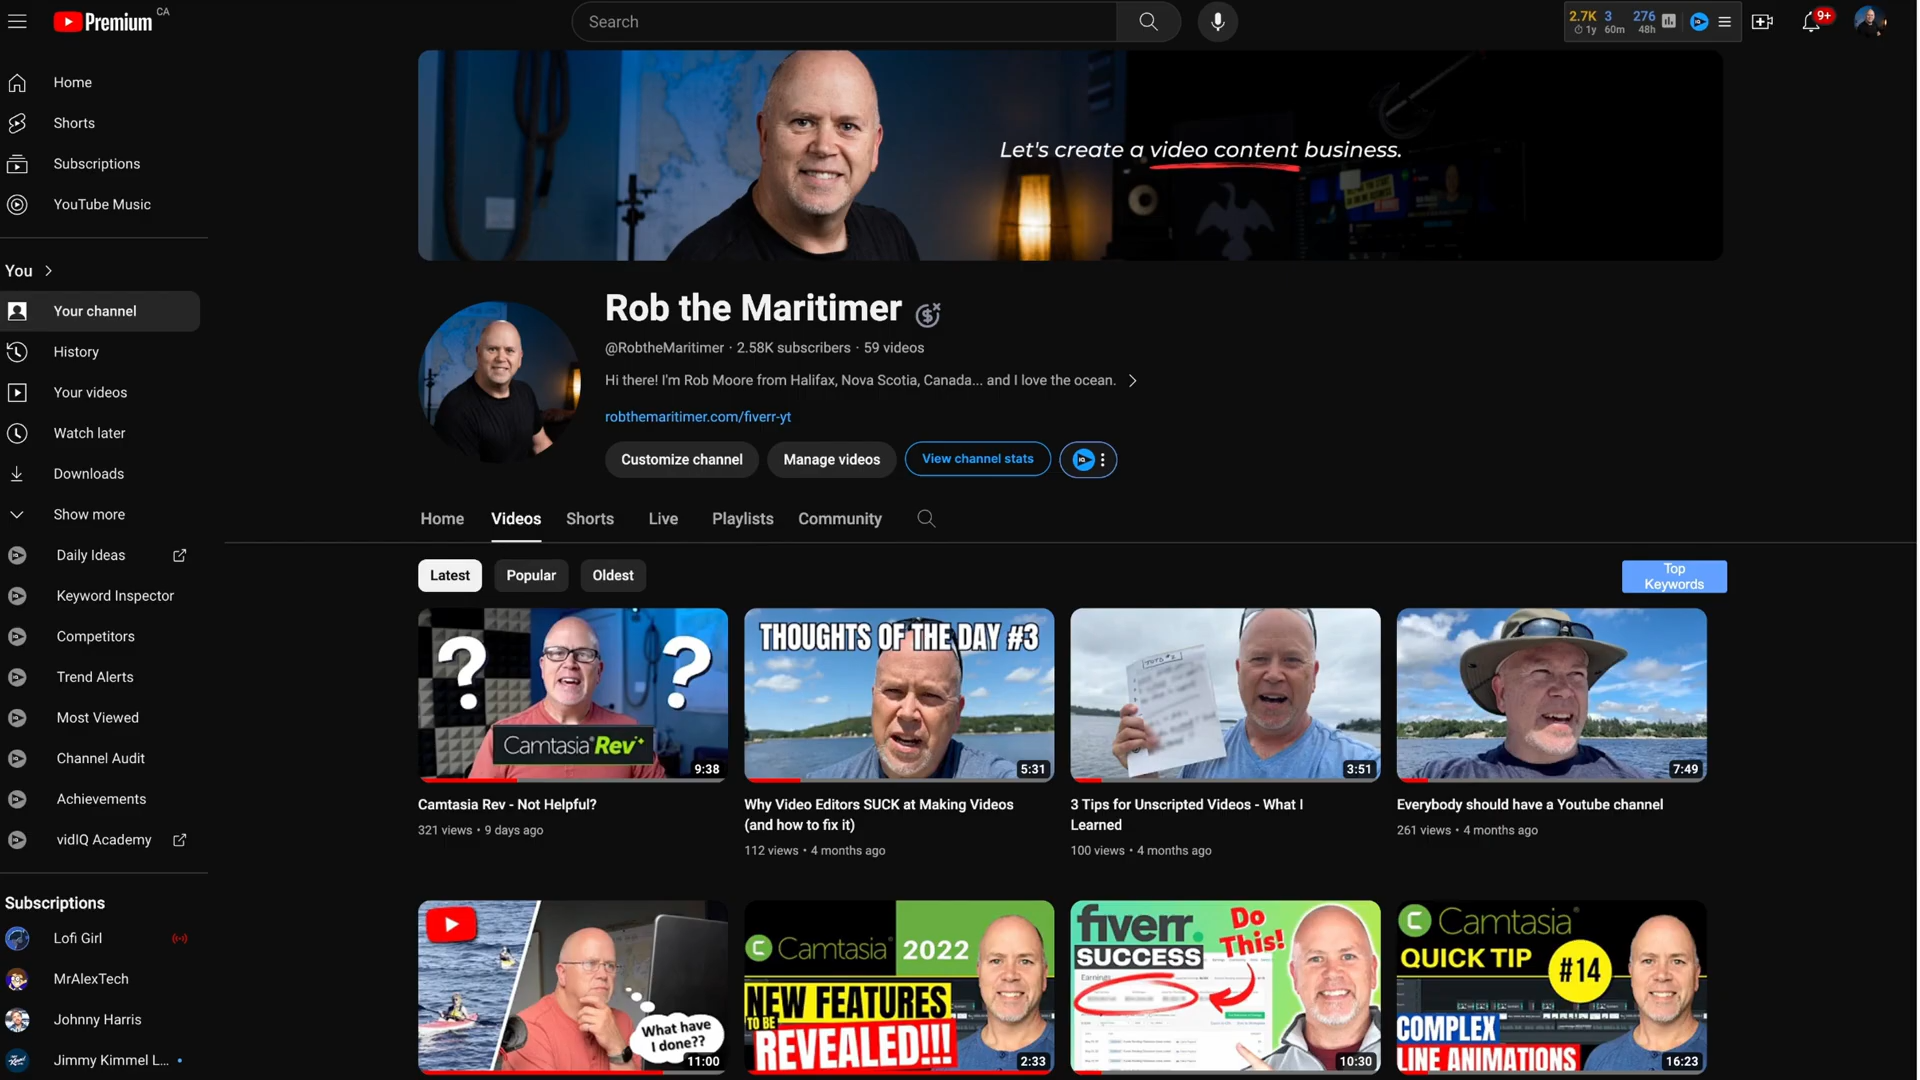 Premium CA
Search
2.7K 3 276
1y 60m 48h
9+
Home
Shorts
Subscriptions
YouTube Music
You
Your channel
History
Your videos
Watch later
Downloads
Show more
Daily Ideas
Keyword Inspector
Competitors
Trend Alerts
Most Viewed
Channel Audit
Achievements
vidIQ Academy
Subscriptions
Lofi Girl
MrAlexTech
Johnny Harris
Jimmy Kimmel L...
Let's create a video content business.
Rob the Maritimer
@RobtheMaritimer · 2.58K subscribers · 59 videos
Hi there! I'm Rob Moore from Halifax, Nova Scotia, Canada... and I love the ocean.
robthemaritimer.com/fiverr-yt
Customize channel
Manage videos
View channel stats
Home
Videos
Shorts
Live
Playlists
Community
Latest
Popular
Oldest
Top
Keywords
? ?
Camtasia Rev
9:38
Camtasia Rev - Not Helpful?
321 views • 9 days ago
THOUGHTS OF THE DAY #3
5:31
Why Video Editors SUCK at Making Videos
(and how to fix it)
112 views • 4 months ago
3:51
3 Tips for Unscripted Videos - What I
Learned
100 views • 4 months ago
7:49
Everybody should have a Youtube channel
261 views • 4 months ago
What have
I done??
11:00
Camtasia 2022
NEW FEATURES
TO BE
REVEALED!!!
2:33
fiverr.
SUCCESS
Do
This!
Earnings
10:30
Camtasia
QUICK TIP
#14
COMPLEX
LINE ANIMATIONS
16:23